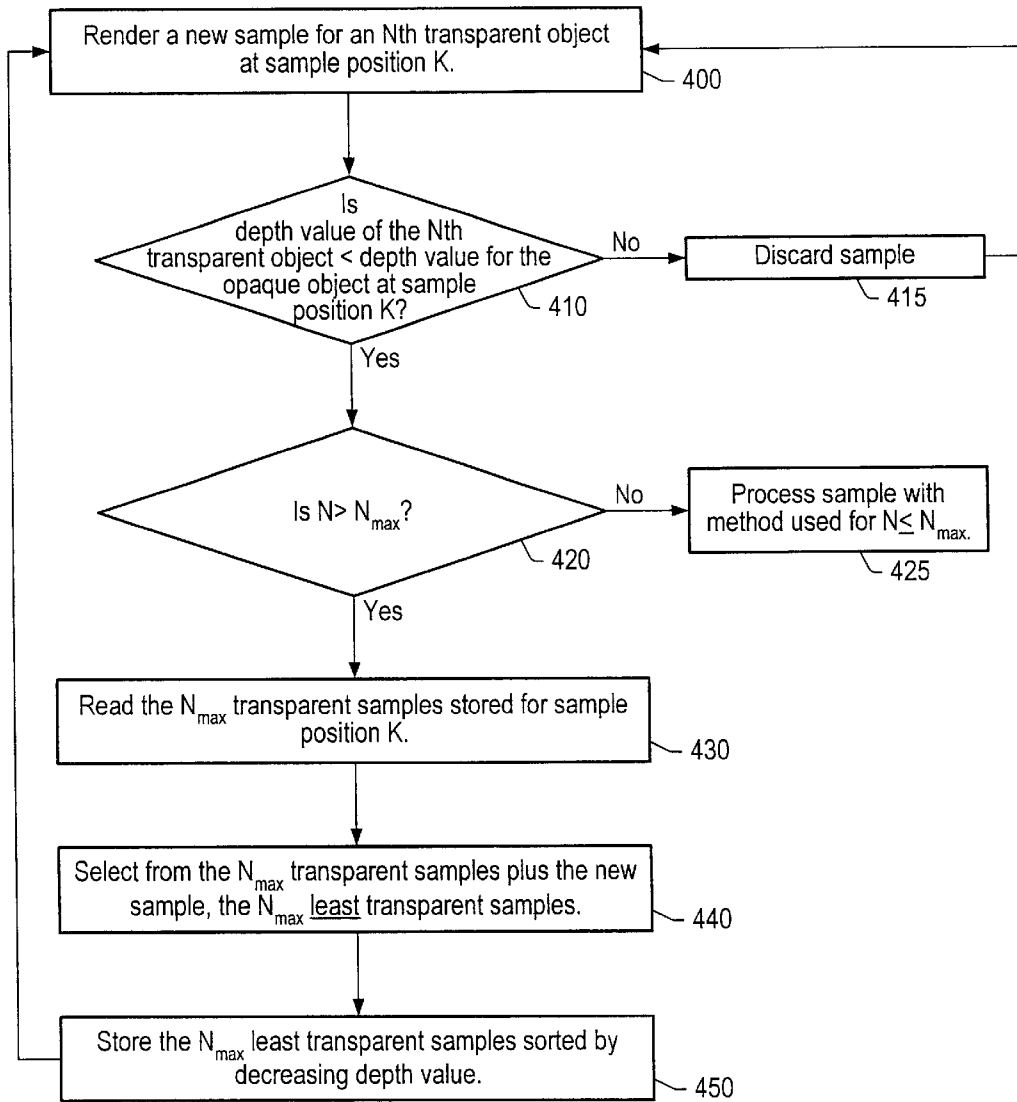 Render a new sample for an Nth transparent object
at sample position K.
400
Is
depth value of the Nth
transparent object < depth value for the
opaque object at sample
position K?
410
No
Discard sample
415
Yes
Is N> Nmax?
420
No
Process sample with
method used for N≤ Nmax.
425
Yes
Read the Nmax transparent samples stored for sample
position K.
430
Select from the Nmax transparent samples plus the new
sample, the Nmax least transparent samples.
440
Store the Nmax least transparent samples sorted by
decreasing depth value.
450